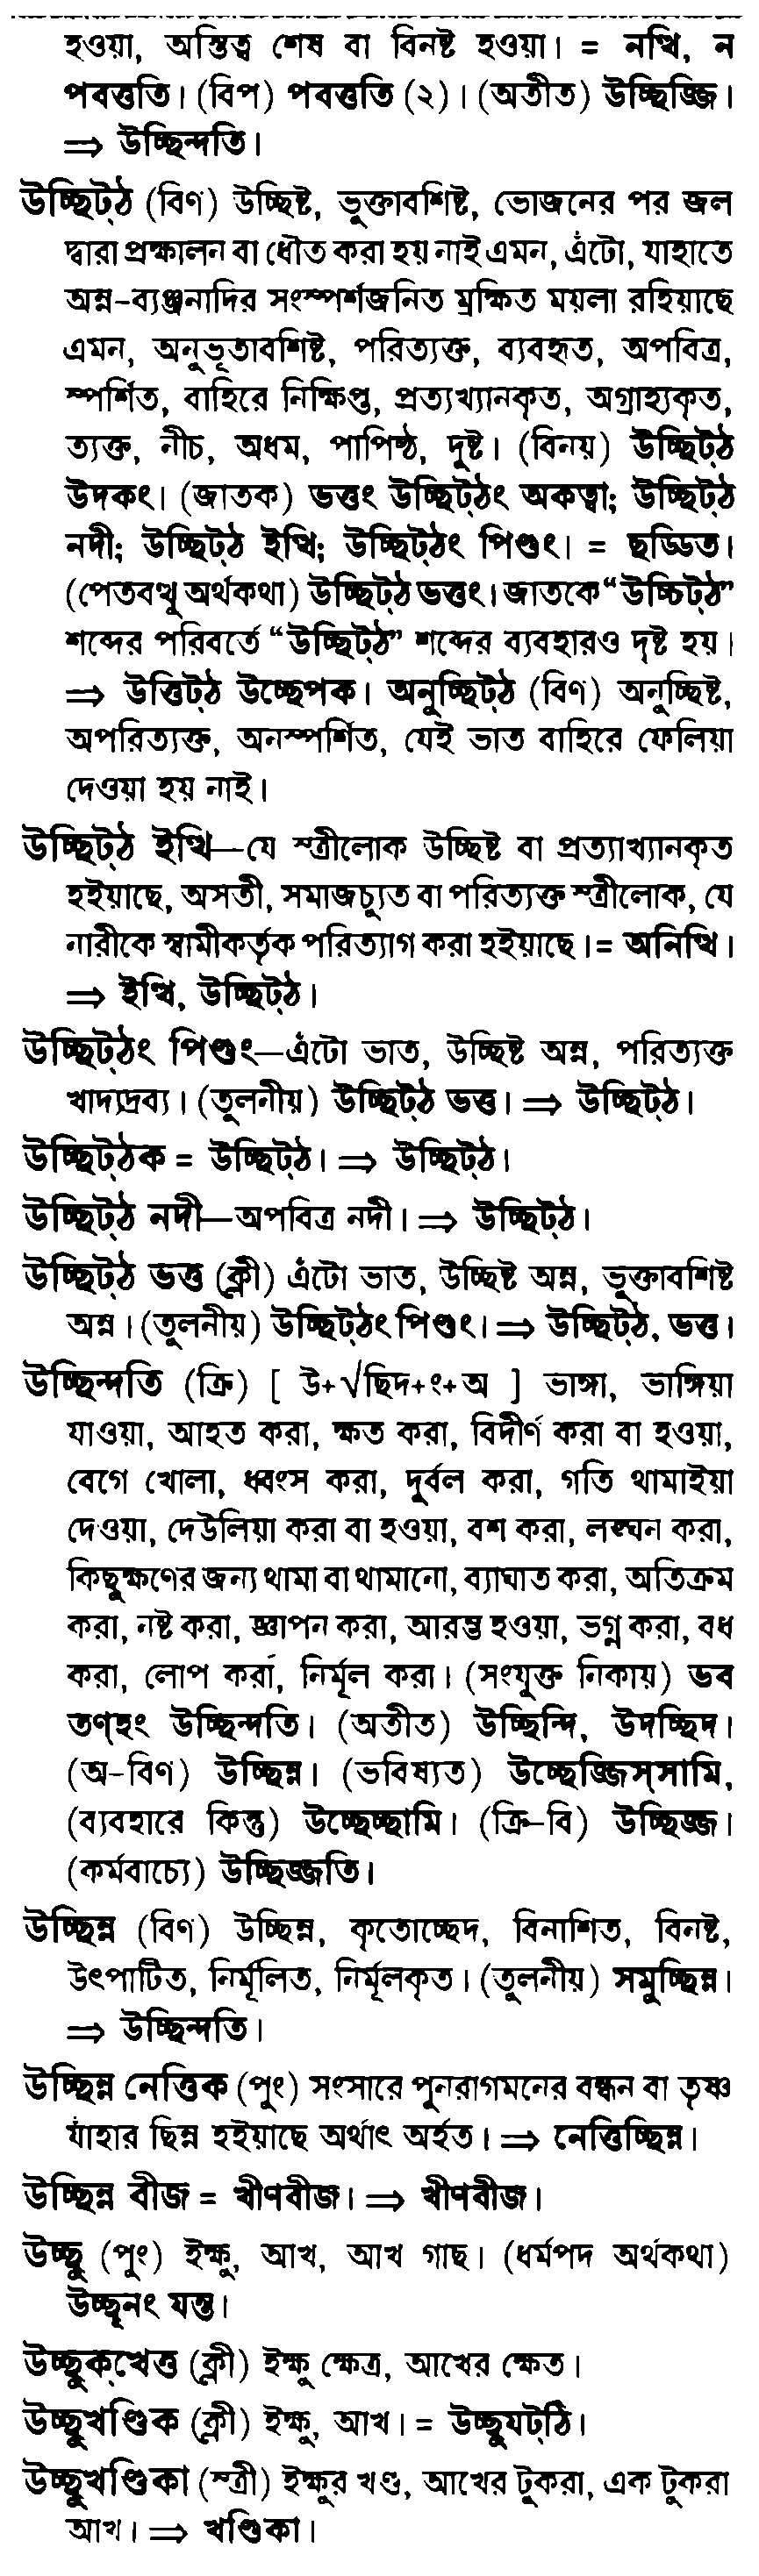 হওয়া, অস্তিত্ব শেষ বা বিনষ্ট হওয়া। = নত্থি, ন
পবত্ততি। (বিপ) পবত্ততি (২)। (অতীত) উচ্ছিজ্জি।
⇒ উচ্ছিন্দতি।
উচ্ছিট্ঠ (বিণ) উচ্ছিষ্ট, ভুক্তাবশিষ্ট, ভোজনের পর জল
দ্বারা প্রক্ষালন বা ধৌত করা হয় নাই এমন, এঁটো, যাহাতে
অন্ন-ব্যঞ্জনাদির সংস্পর্শজনিত ম্রক্ষিত ময়লা রহিয়াছে
এমন, অনুভূতাবশিষ্ট, পরিত্যক্ত, ব্যবহৃত, অপবিত্র,
স্পর্শিত, বাহিরে নিক্ষিপ্ত, প্রত্যখ্যানকৃত, অগ্রাহ্যকৃত,
ত্যক্ত, নীচ, অধম, পাপিষ্ঠ, দুষ্ট। (বিনয়) উচ্ছিট্ঠ
উদকং। (জাতক) ভত্তং উচ্ছিট্ঠং অকত্বা; উচ্ছিট্ঠ
নদী; উচ্ছিট্ঠ ইত্থি; উচ্ছিট্ঠং পিণ্ডং। = ছড্ডিত।
(পেতবত্থু অর্থকথা) উচ্ছিট্ঠ ভত্তং। জাতকে “উচ্চিট্ঠ”
শব্দের পরিবর্তে “উচ্ছিট্ঠ” শব্দের ব্যবহারও দৃষ্ট হয়।
⇒ উত্তিট্ঠ উচ্ছেপক। অনুচ্ছিট্ঠ (বিণ) অনুচ্ছিষ্ট,
অপরিত্যক্ত, অনস্পর্শিত, যেই ভাত বাহিরে ফেলিয়া
দেওয়া হয় নাই।
উচ্ছিট্ঠ ইত্থি—যে স্ত্রীলোক উচ্ছিষ্ট বা প্রত্যাখ্যানকৃত
হইয়াছে, অসতী, সমাজচ্যুত বা পরিত্যক্ত স্ত্রীলোক, যে
নারীকে স্বামীকর্তৃক পরিত্যাগ করা হইয়াছে। = অনিত্থি।
⇒ ইত্থি, উচ্ছিট্ঠ।
উচ্ছিট্ঠং পিণ্ডং—এঁটো ভাত, উচ্ছিষ্ট অন্ন, পরিত্যক্ত
খাদ্যদ্রব্য। (তুলনীয়) উচ্ছিট্ঠ ভত্ত। ⇒ উচ্ছিট্ঠ।
উচ্ছিট্ঠক = উচ্ছিট্ঠ। ⇒ উচ্ছিট্ঠ।
উচ্ছিট্ঠ নদী—অপবিত্র নদী। ⇒ উচ্ছিট্ঠ।
উচ্ছিট্ঠ ভত্ত (ক্লী) এঁটো ভাত, উচ্ছিষ্ট অন্ন, ভুক্তাবশিষ্ট
অন্ন। (তুলনীয়) উচ্ছিট্ঠং পিণ্ডং। ⇒ উচ্ছিট্ঠ, ভত্ত।
উচ্ছিন্দতি (ক্রি) [ উ+√ছিদ+ং+অ ] ভাঙ্গা, ভাঙ্গিয়া
যাওয়া, আহত করা, ক্ষত করা, বিদীর্ণ করা বা হওয়া,
বেগে খোলা, ধ্বংস করা, দুর্বল করা, গতি থামাইয়া
দেওয়া, দেউলিয়া করা বা হওয়া, বশ করা, লঙ্ঘন করা,
কিছুক্ষণের জন্য থামা বা থামানো, ব্যাঘাত করা, অতিক্রম
করা, নষ্ট করা, জ্ঞাপন করা, আরম্ভ হওয়া, ভগ্ন করা, বধ
করা, লোপ করা, নির্মূল করা। (সংযুক্ত নিকায়) ভব
তণ্হং উচ্ছিন্দতি। (অতীত) উচ্ছিন্দি, উদচ্ছিদ।
(অ-বিণ) উচ্ছিন্ন। (ভবিষ্যত) উচ্ছেজ্জিস্সামি,
(ব্যবহারে কিন্তু) উচ্ছেচ্ছামি। (ক্রি-বি) উচ্ছিজ্জ।
(কর্মবাচ্যে) উচ্ছিজ্জতি।
উচ্ছিন্ন (বিণ) উচ্ছিন্ন, কৃতোচ্ছেদ, বিনাশিত, বিনষ্ট,
উৎপাটিত, নির্মূলিত, নির্মূলকৃত। (তুলনীয়) সমুচ্ছিন্ন।
⇒ উচ্ছিন্দতি।
উচ্ছিন্ন নেত্তিক (পুং) সংসারে পুনরাগমনের বন্ধন বা তৃষ্ণ
যাঁহার ছিন্ন হইয়াছে অর্থাৎ অর্হত। ⇒ নেত্তিচ্ছিন্ন।
উচ্ছিন্ন বীজ = খীণবীজ। ⇒ খীণবীজ।
উচ্ছু (পুং) ইক্ষু, আখ, আখ গাছ। (ধর্মপদ অর্থকথা)
উচ্ছূনং যন্ত।
উচ্ছুক্খেত্ত (ক্লী) ইক্ষু ক্ষেত্র, আখের ক্ষেত।
উচ্ছুখণ্ডিক (ক্লী) ইক্ষু, আখ। = উচ্ছুযট্ঠি।
উচ্ছুখণ্ডিকা (স্ত্রী) ইক্ষুর খণ্ড, আখের টুকরা, এক টুকরা
আখ। ⇒ খণ্ডিকা।